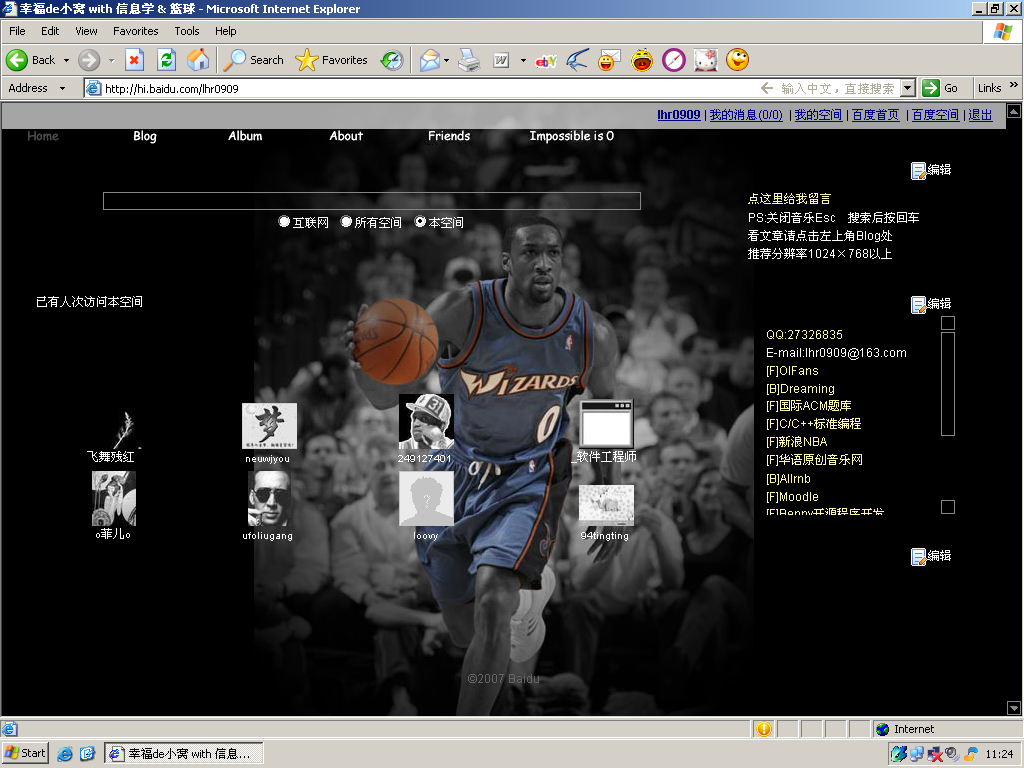 幸福de小窝 with 信息学 & 篮球 - Microsoft Internet Explorer
File Edit View Favorites Tools Help
Back Search Favorites
Address http://hi.baidu.com/lhr0909 输入中文，直接搜索 Go Links »
lhr0909 | 我的消息(0/0) | 我的空间 | 百度首页 | 百度空间 | 退出
Home Blog Album About Friends Impossible is 0
编辑
点这里给我留言
PS:关闭音乐Esc 搜索后按回车
看文章请点击左上角Blog处
推荐分辨率1024×768以上
互联网 所有空间 本空间
已有人次访问本空间
编辑
QQ:27326835
E-mail:lhr0909@163.com
[F]OIFans
[B]Dreaming
[F]国际ACM题库
[F]C/C++标准编程
[F]新浪NBA
[F]华语原创音乐网
[B]Allrnb
[F]Moodle
[F]Benny开源程序开发
WIZARDS
0
飞舞残红 neuwjyou 249127401 _软件工程师
o菲儿o ufoliugang loovy 94tingting
编辑
©2007 Baidu
Internet
Start 幸福de小窝 with 信息... 11:24